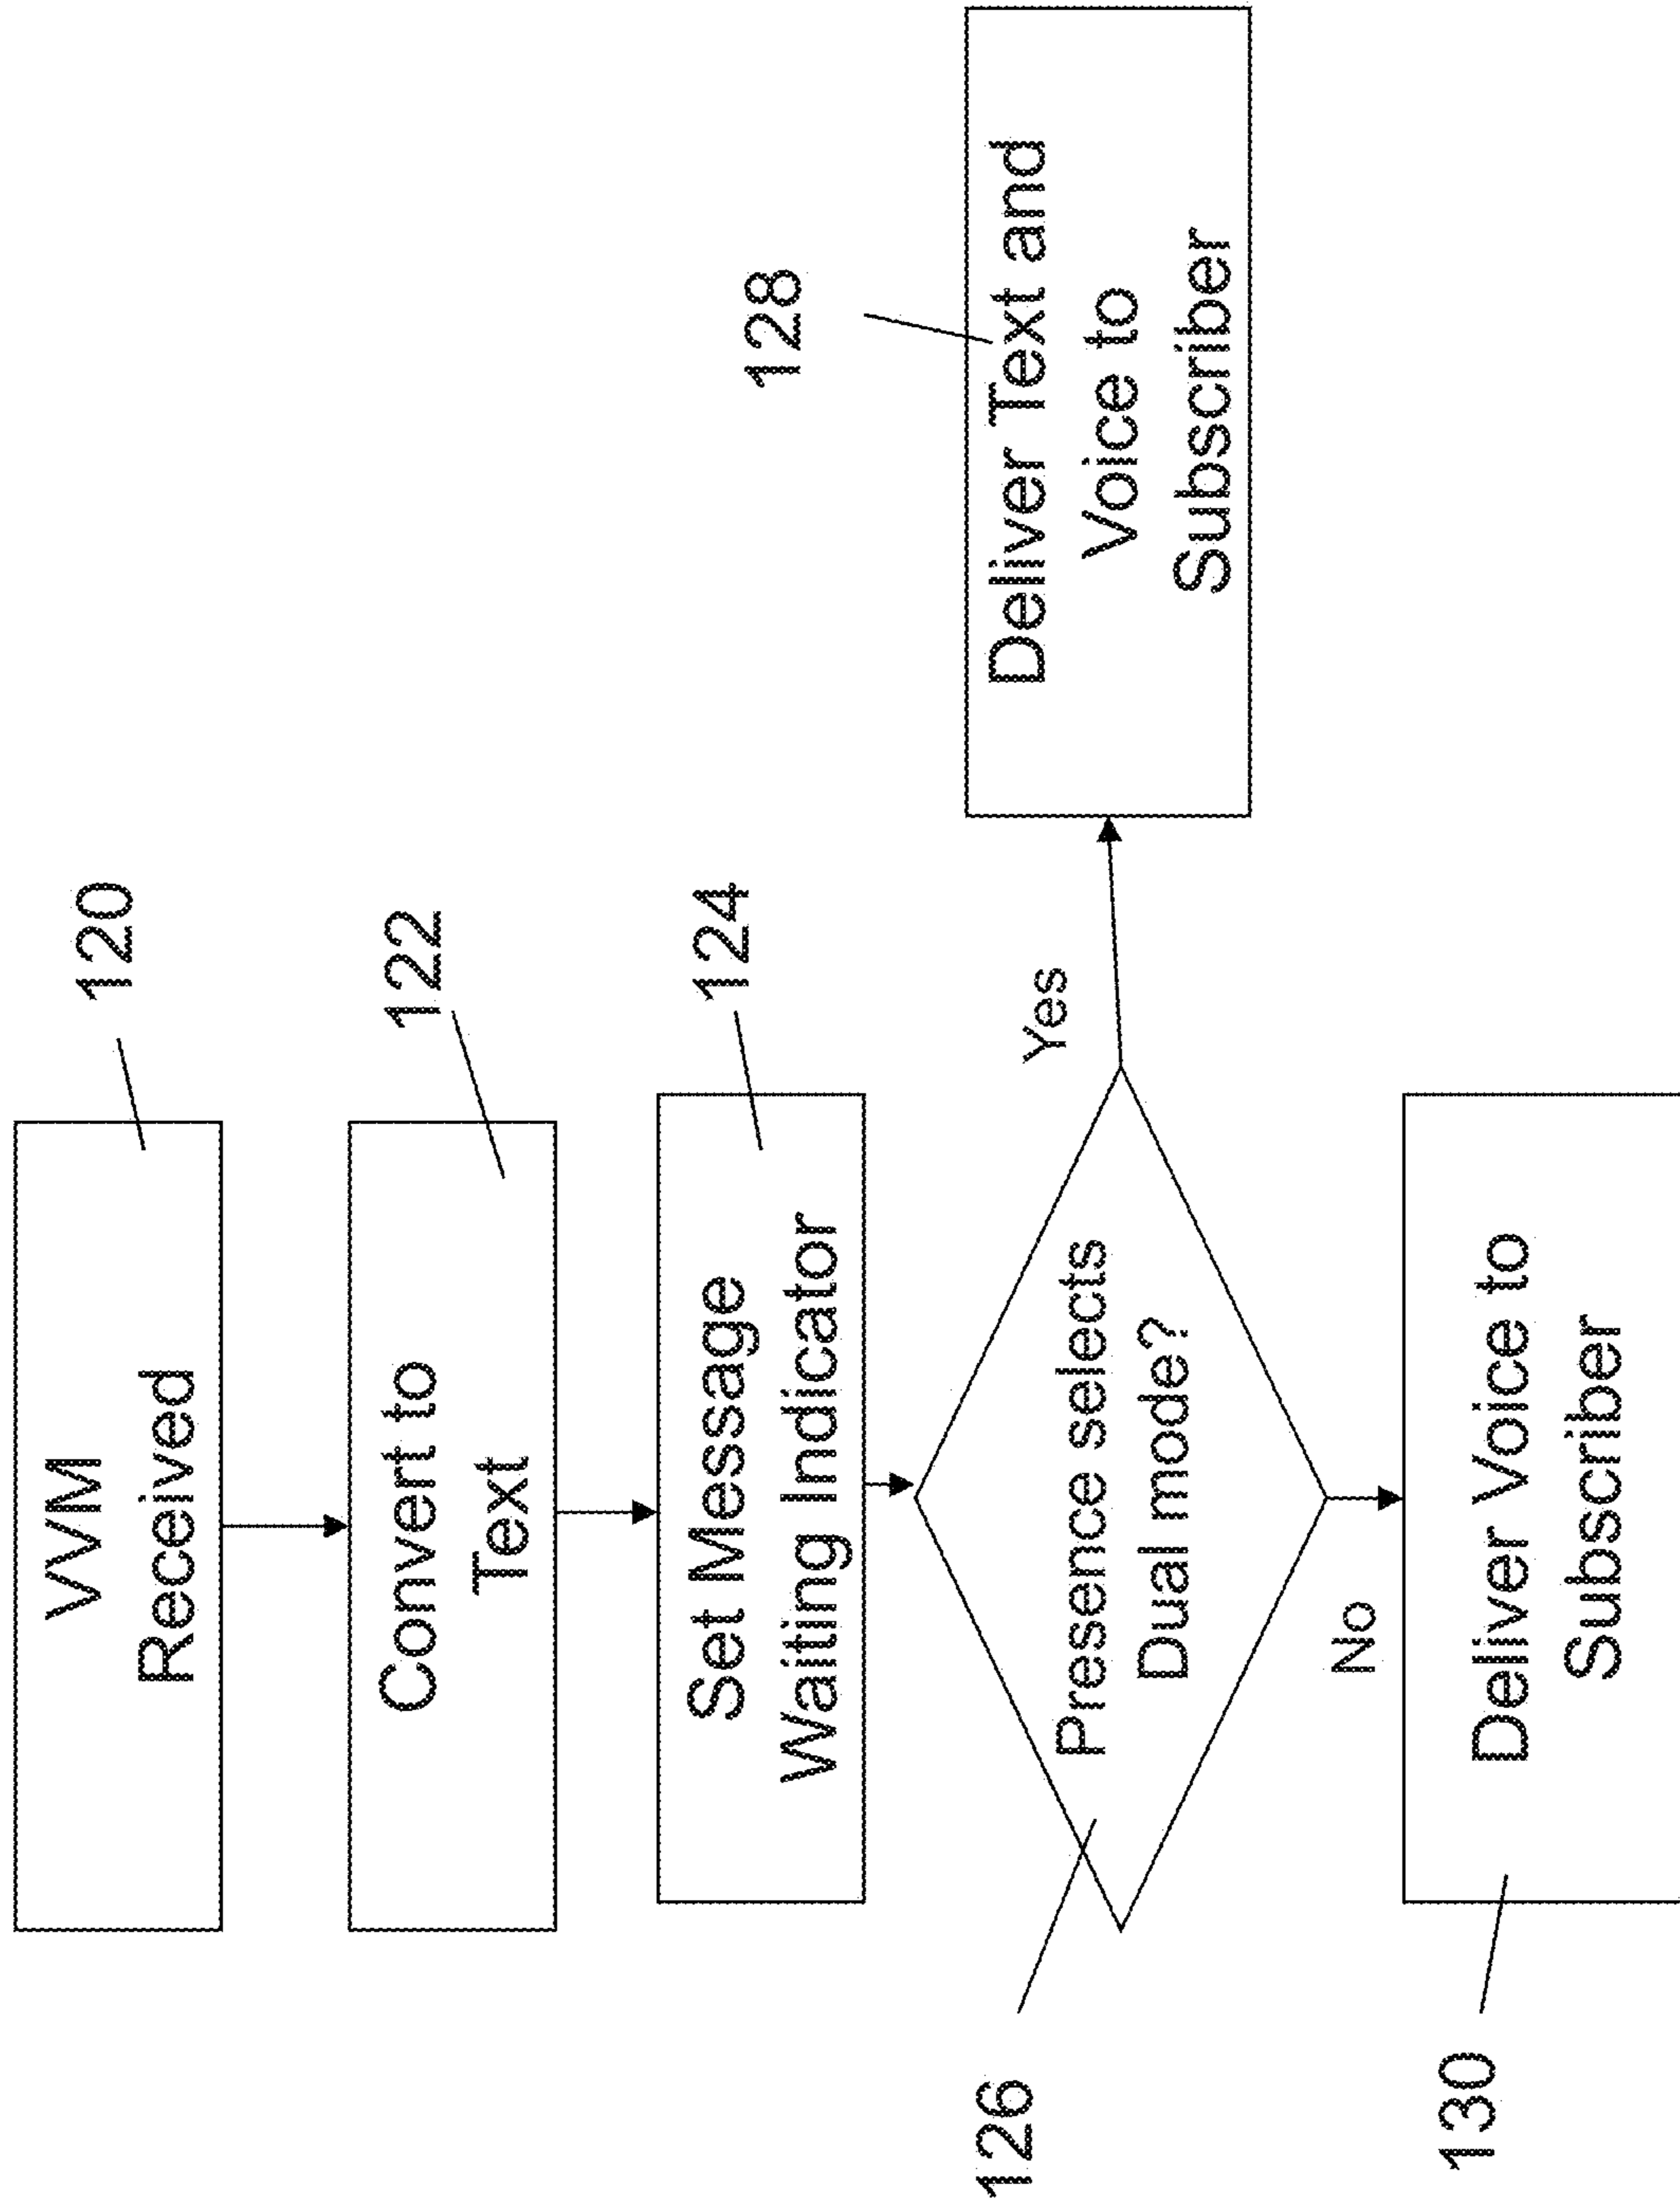 VVM
Received
120
Convert to
Text
122
Set Message
Waiting Indicator
124
Presence selects
Dual mode?
126
Yes
Deliver Text and
Voice to
Subscriber
128
No
Deliver Voice to
Subscriber
130